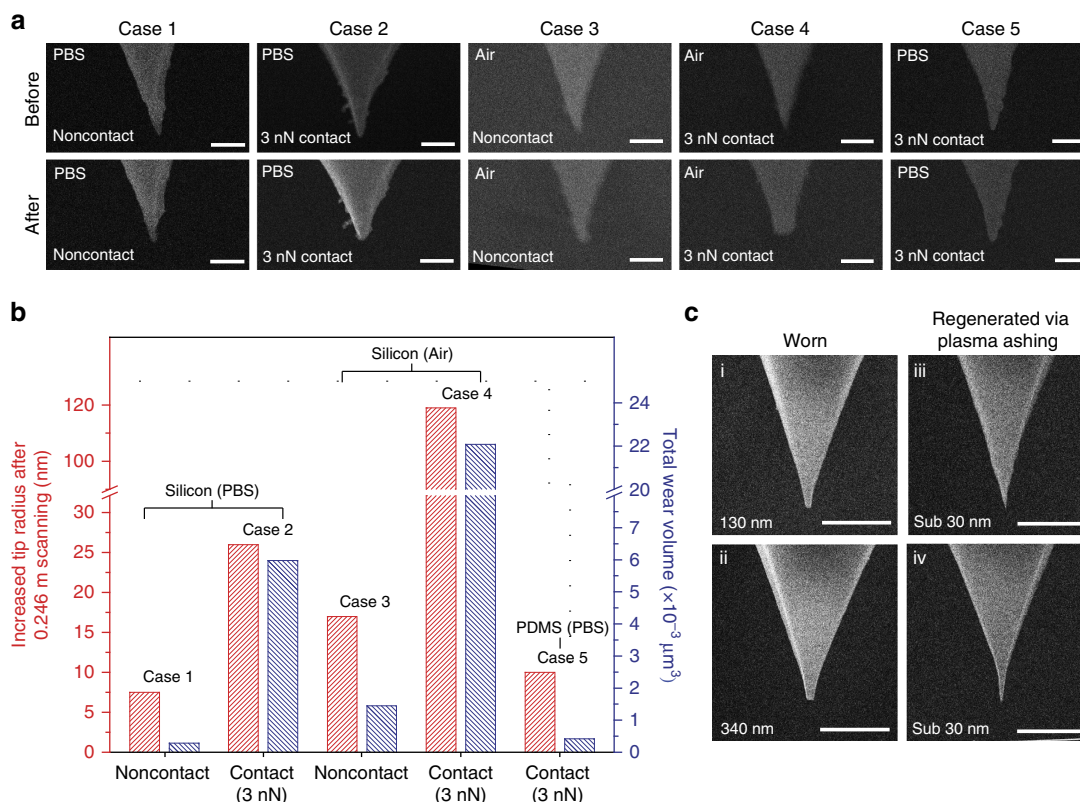 a
Case 1 Case 2 Case 3 Case 4 Case 5
Before
PBS PBS Air Air PBS
Noncontact 3 nN contact Noncontact 3 nN contact 3 nN contact
After
PBS PBS Air Air PBS
Noncontact 3 nN contact Noncontact 3 nN contact 3 nN contact
b
Increased tip radius after
0.246 m scanning (nm)
120
100
30
25
20
15
10
5
0
Silicon (Air)
Case 4
Silicon (PBS)
Case 2
Case 3
Case 1
PDMS (PBS)
Case 5
24
22
20
7
6
5
4
3
2
1
0
Total wear volume (×10⁻³ μm³)
Noncontact Contact Noncontact Contact Contact
(3 nN) (3 nN) (3 nN)
c
Worn Regenerated via
plasma ashing
i iii
130 nm Sub 30 nm
ii iv
340 nm Sub 30 nm